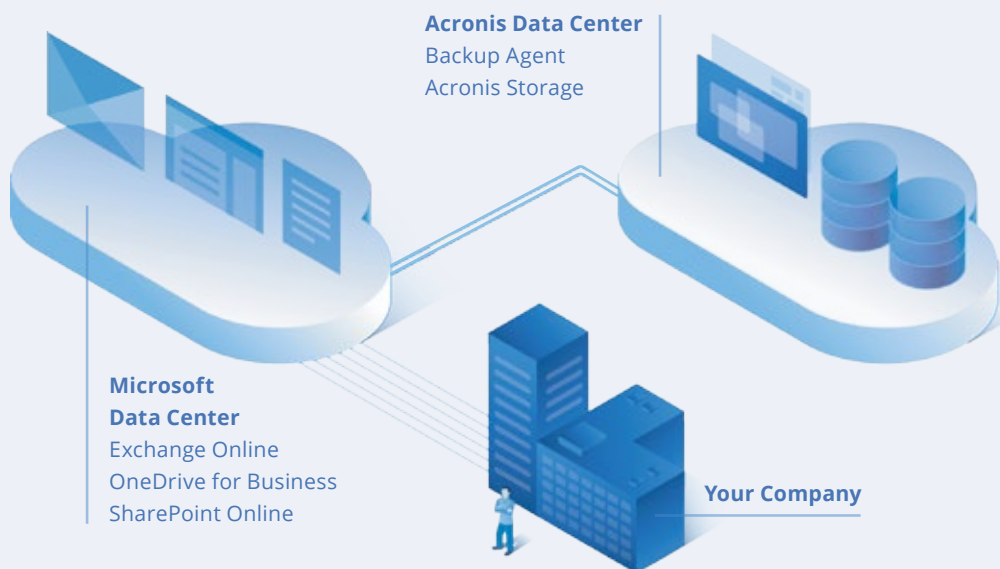 Acronis Data Center
Backup Agent
Acronis Storage
Microsoft
Data Center
Exchange Online
OneDrive for Business
SharePoint Online
Your Company